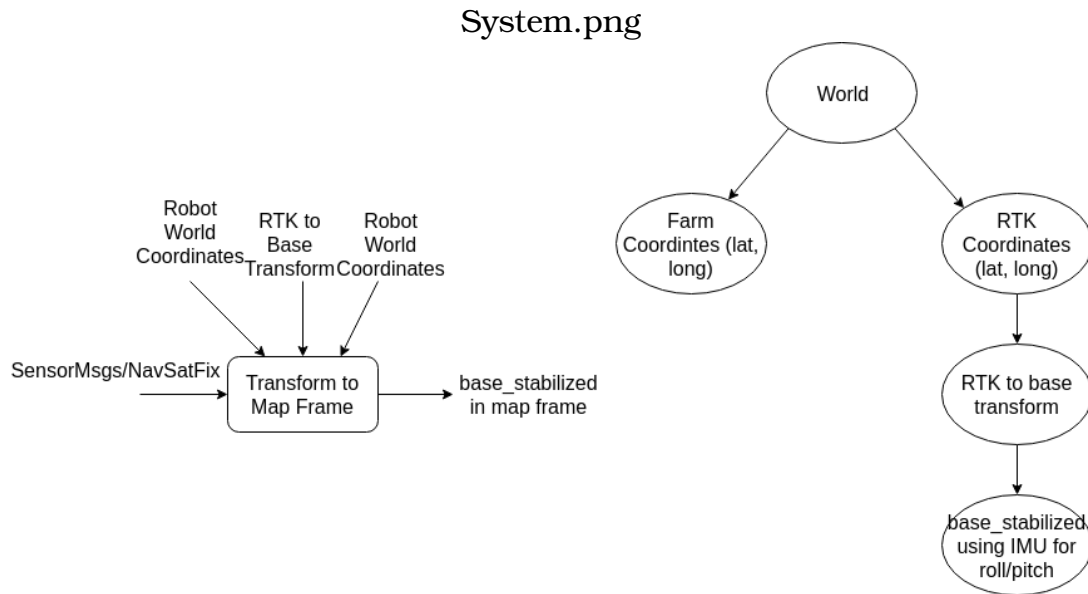 System.png
World
Farm
Coordintes (lat,
long)
RTK
Coordinates
(lat, long)
Robot
World
Coordinates
RTK to
Base
Transform
Robot
World
Coordinates
SensorMsgs/NavSatFix
Transform to
Map Frame
base_stabilized
in map frame
RTK to base
transform
base_stabilized
using IMU for
roll/pitch